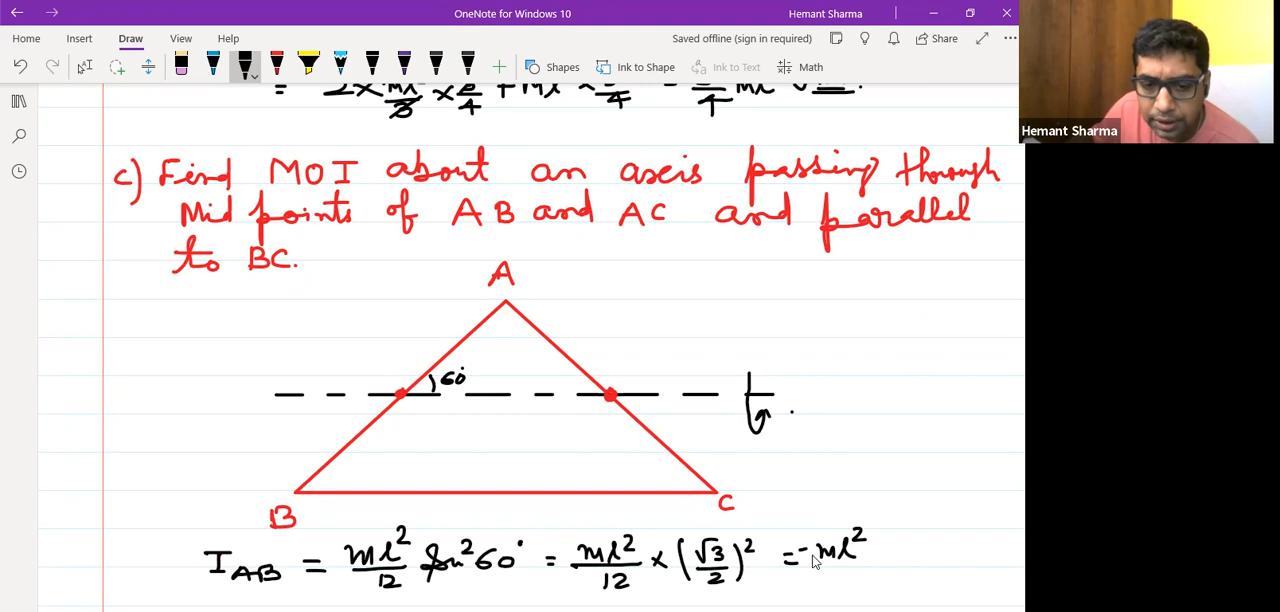 OneNote for Windows 10
Hemant Sharma
Home Insert Draw View Help
Saved offline (sign in required)
Share
Shapes
Ink to Shape
Ink to Text
Math
Hemant Sharma
c) Find MOI about an axis passing through
Mid points of AB and AC and parallel
to BC.
A
60°
B
C
I_AB = ml²/12 sin²60° = ml²/12 × (√3/2)² = ml²